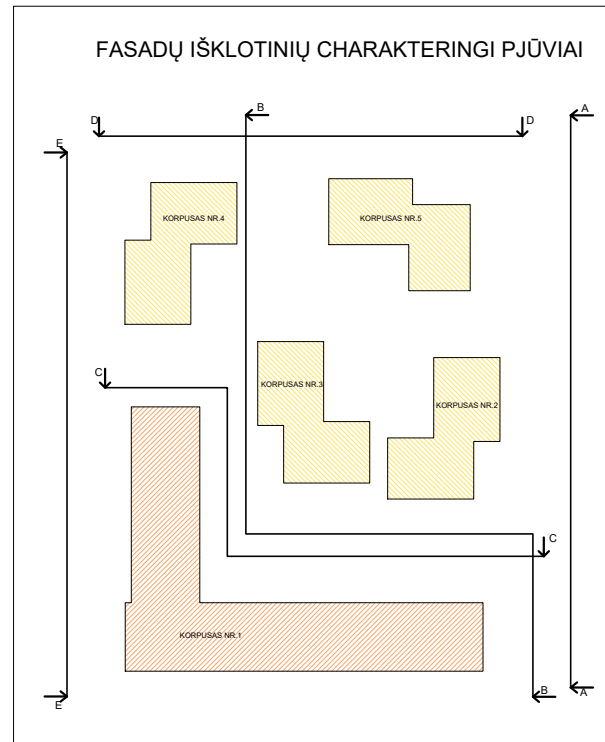 FASADŲ IŠKLOTINIŲ CHARAKTERINGI PJŪVIAI
B
A
D
D
E
KORPUSAS NR.4
KORPUSAS NR.5
C
KORPUSAS NR.3
KORPUSAS NR.2
C
KORPUSAS NR.1
E
B
A